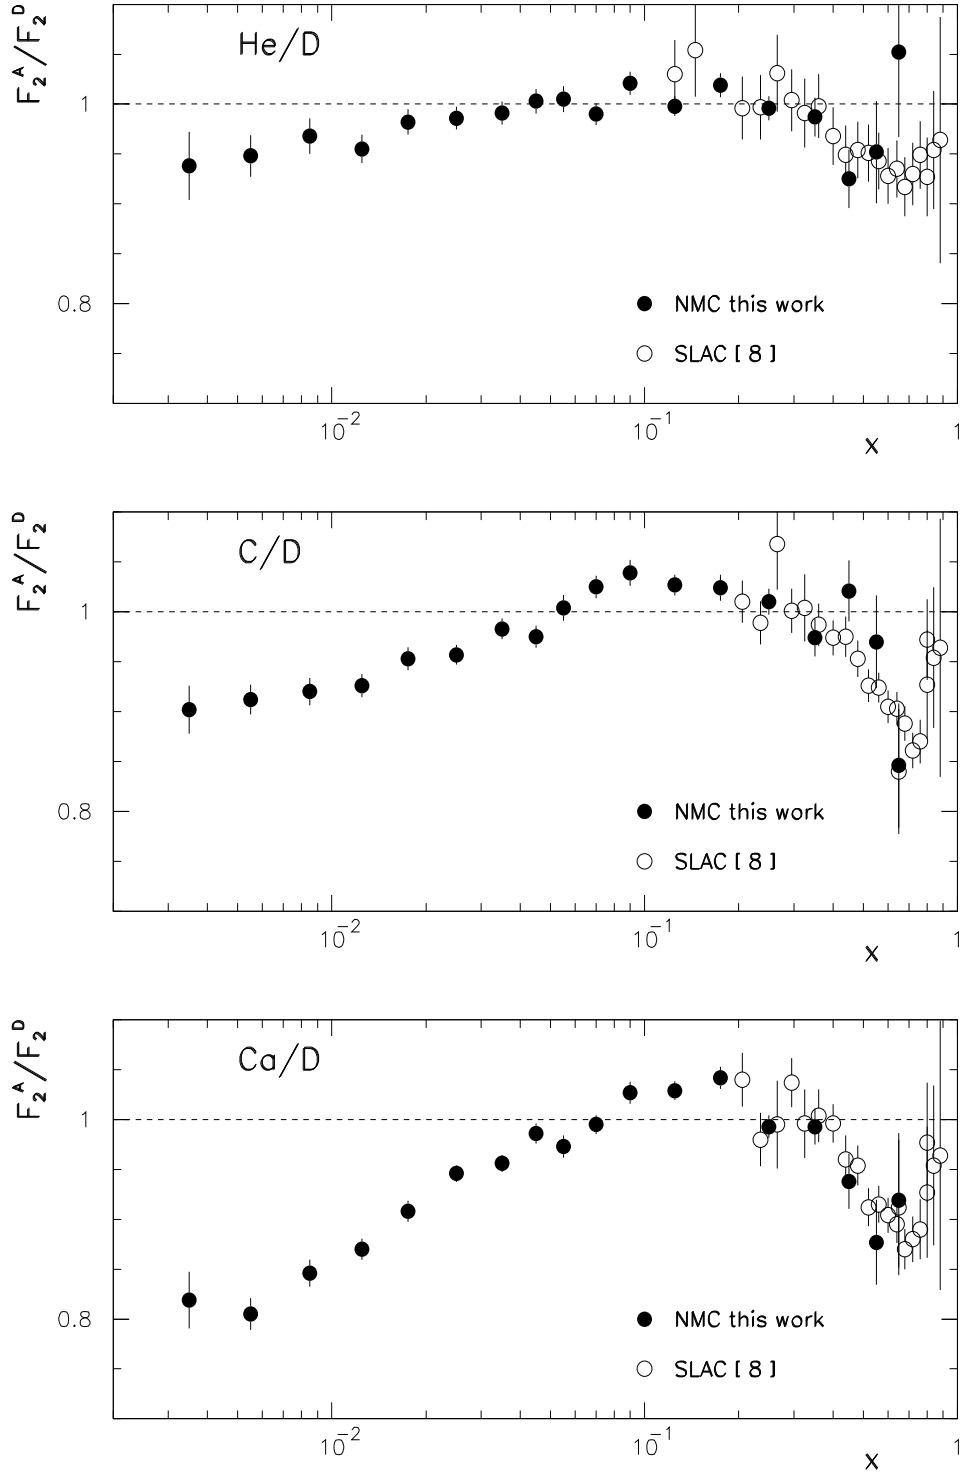 F₂ᴬ/F₂ᴰ
He/D
1
0.8
NMC this work
SLAC [ 8 ]
10⁻² 10⁻¹ 1
x
F₂ᴬ/F₂ᴰ
C/D
1
0.8
NMC this work
SLAC [ 8 ]
10⁻² 10⁻¹ 1
x
F₂ᴬ/F₂ᴰ
Ca/D
1
0.8
NMC this work
SLAC [ 8 ]
10⁻² 10⁻¹ 1
x